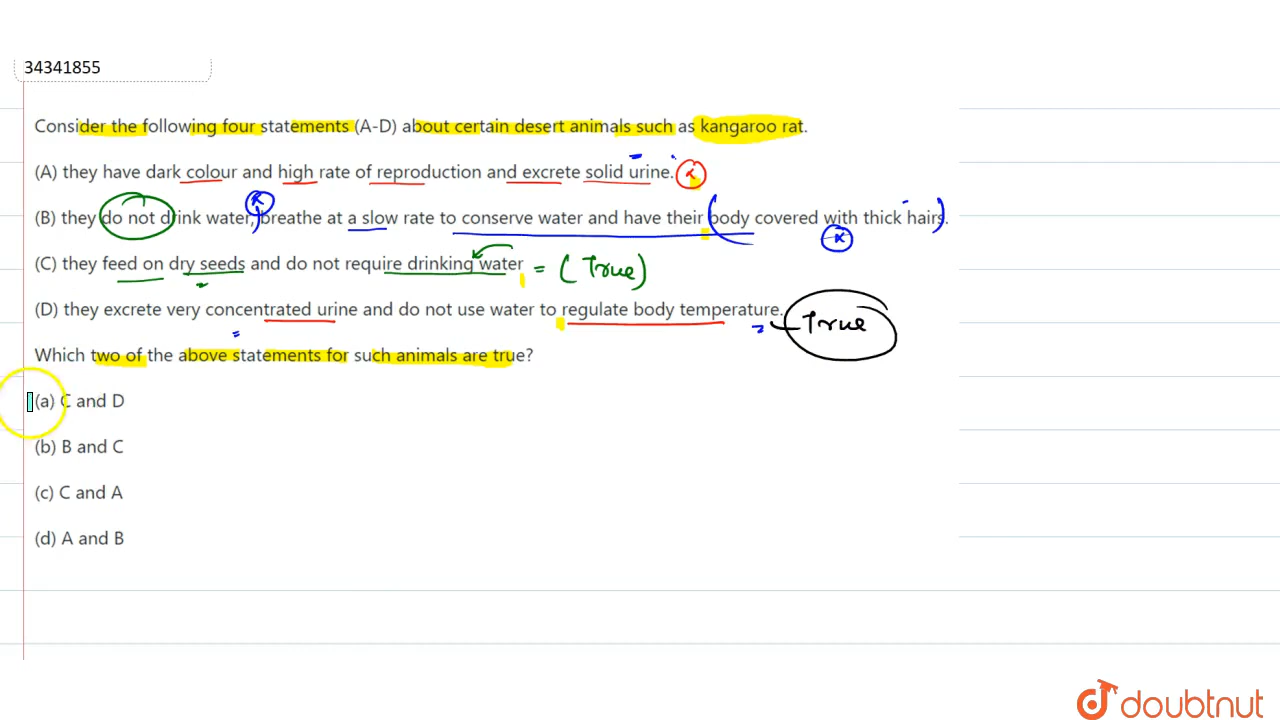 34341855
Consider the following four statements (A-D) about certain desert animals such as kangaroo rat.
(A) they have dark colour and high rate of reproduction and excrete solid urine. x
(B) they do not drink water, breathe at a slow rate to conserve water and have their body covered with thick hairs.
x
x
(C) they feed on dry seeds and do not require drinking water = (True)
(D) they excrete very concentrated urine and do not use water to regulate body temperature. True
Which two of the above statements for such animals are true?
(a) C and D
(b) B and C
(c) C and A
(d) A and B
doubtnut